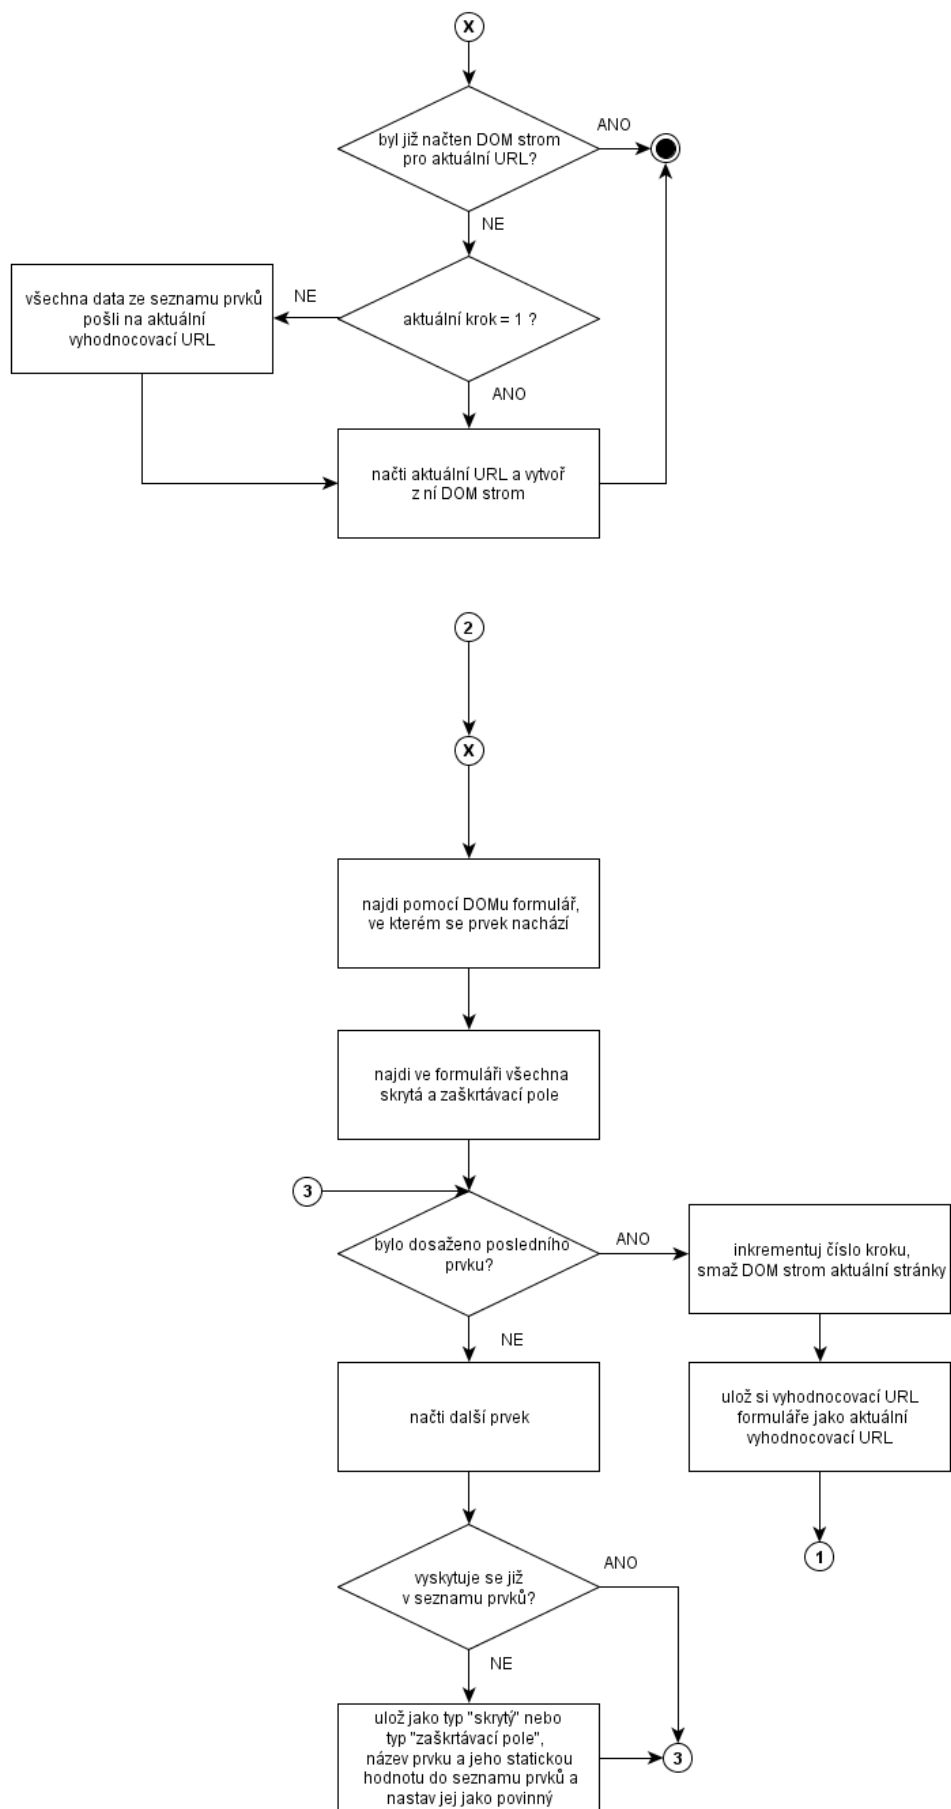 X
byl již načten DOM strom
pro aktuální URL?
ANO
NE
aktuální krok = 1 ?
NE
všechna data ze seznamu prvků
pošli na aktuální
vyhodnocovací URL
ANO
načti aktuální URL a vytvoř
z ní DOM strom
2
X
najdi pomocí DOMu formulář,
ve kterém se prvek nachází
najdi ve formuláři všechna
skrytá a zaškrtávací pole
3
bylo dosaženo posledního
prvku?
ANO
inkrementuj číslo kroku,
smaž DOM strom aktuální stránky
NE
načti další prvek
ulož si vyhodnocovací URL
formuláře jako aktuální
vyhodnocovací URL
1
vyskytuje se již
v seznamu prvků?
ANO
NE
ulož jako typ "skrytý" nebo
typ "zaškrtávací pole",
název prvku a jeho statickou
hodnotu do seznamu prvků a
nastav jej jako povinný
3